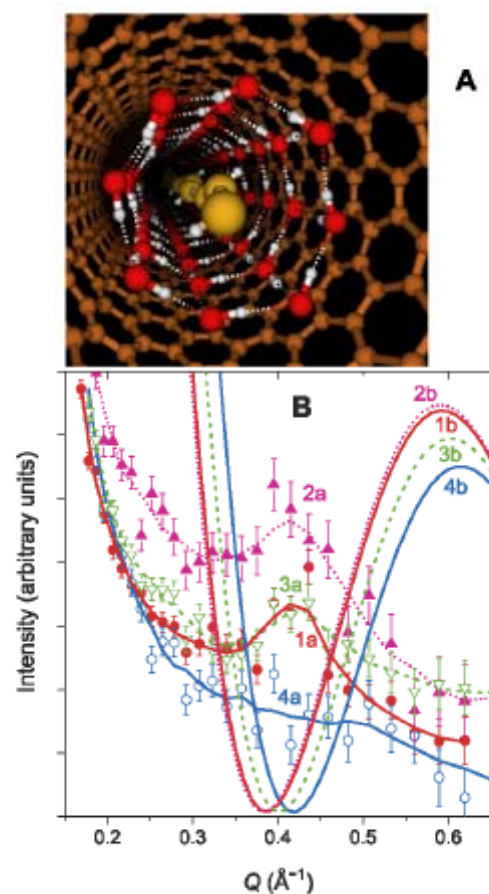 A
B
2b
1b
3b
4b
2a
3a
1a
4a
Intensity (arbitrary units)
0.2 0.3 0.4 0.5 0.6
Q (Å⁻¹)